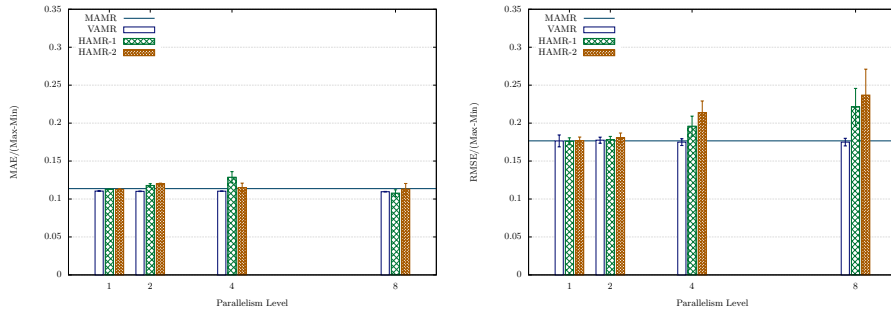 0.35
0.3
0.25
0.2
0.15
0.1
0.05
0
MAE/(Max-Min)
MAMR
VAMR
HAMR-1
HAMR-2
1 2 4 8
Parallelism Level
0.35
0.3
0.25
0.2
0.15
0.1
0.05
0
RMSE/(Max-Min)
MAMR
VAMR
HAMR-1
HAMR-2
1 2 4 8
Parallelism Level